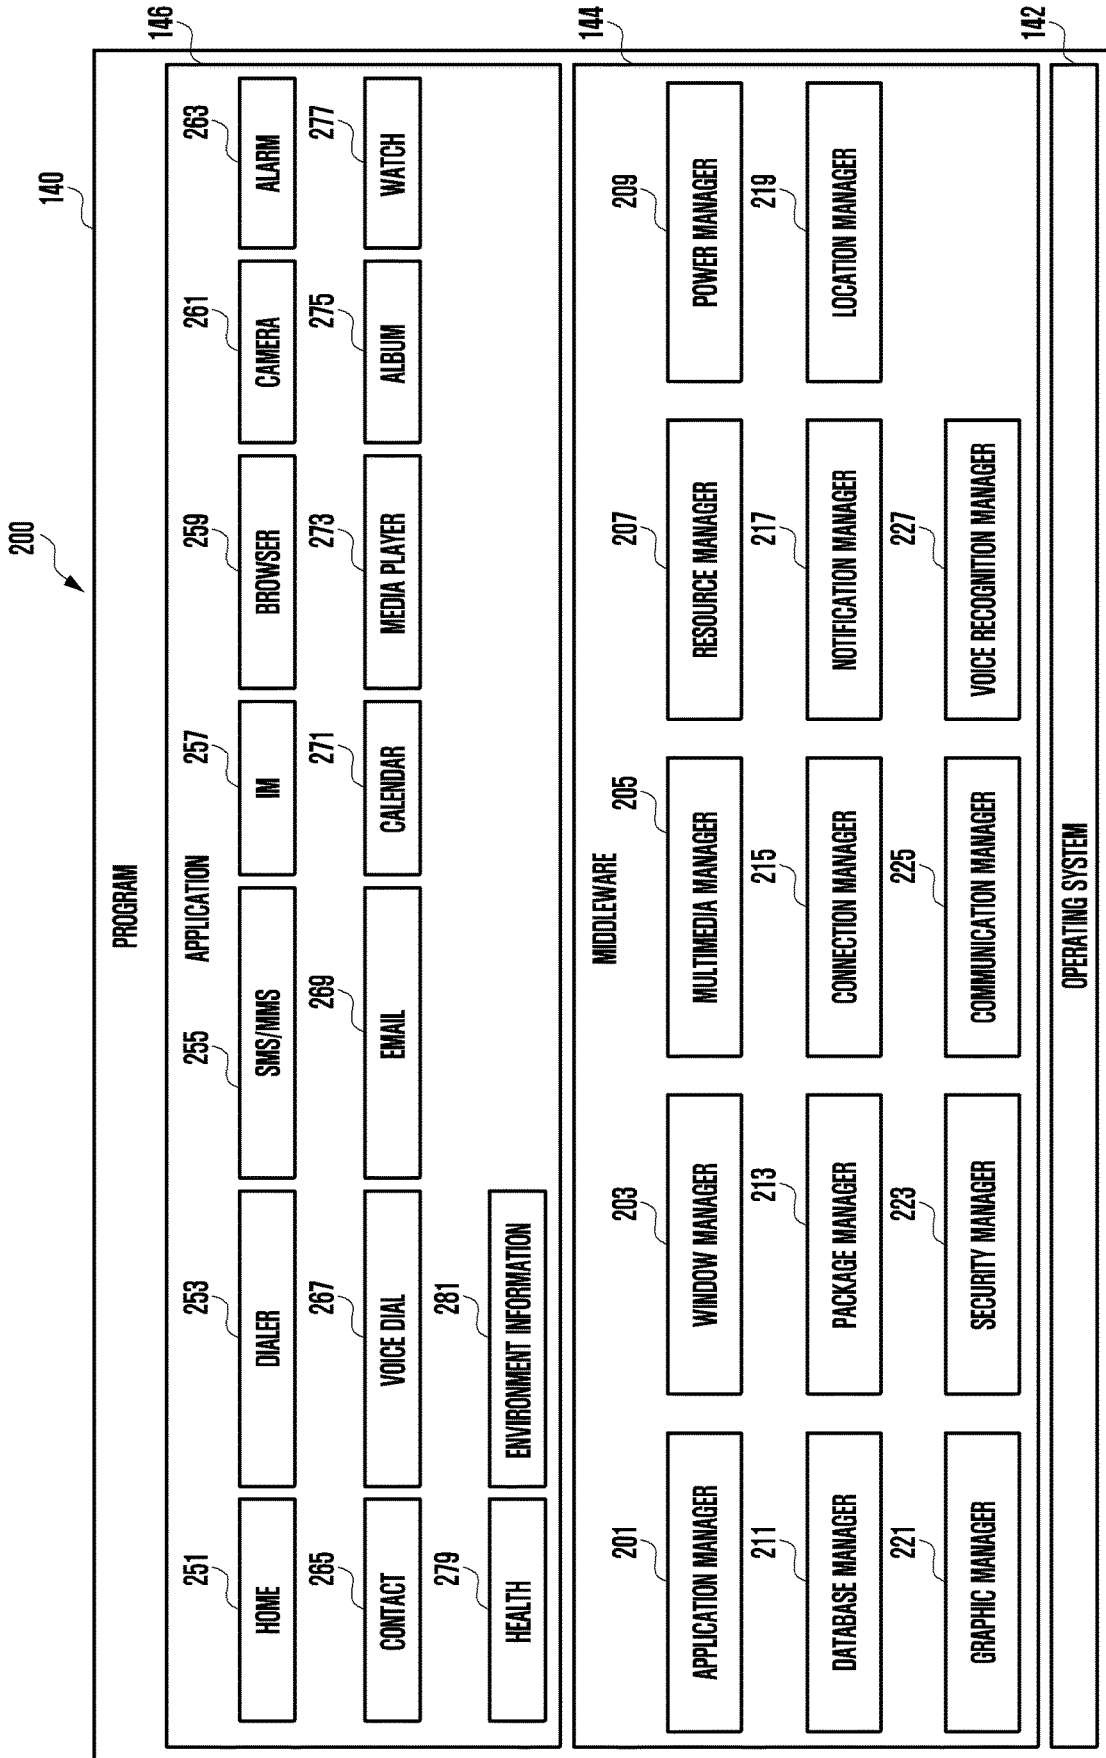 200
140
PROGRAM
146
APPLICATION
251 253 255 257 259 261 263
HOME DIALER SMS/MMS IM BROWSER CAMERA ALARM
265 267 269 271 273 275 277
CONTACT VOICE DIAL EMAIL CALENDAR MEDIA PLAYER ALBUM WATCH
279 281
HEALTH ENVIRONMENT INFORMATION
144
MIDDLEWARE
201 203 205 207 209
APPLICATION MANAGER WINDOW MANAGER MULTIMEDIA MANAGER RESOURCE MANAGER POWER MANAGER
211 213 215 217 219
DATABASE MANAGER PACKAGE MANAGER CONNECTION MANAGER NOTIFICATION MANAGER LOCATION MANAGER
221 223 225 227
GRAPHIC MANAGER SECURITY MANAGER COMMUNICATION MANAGER VOICE RECOGNITION MANAGER
142
OPERATING SYSTEM